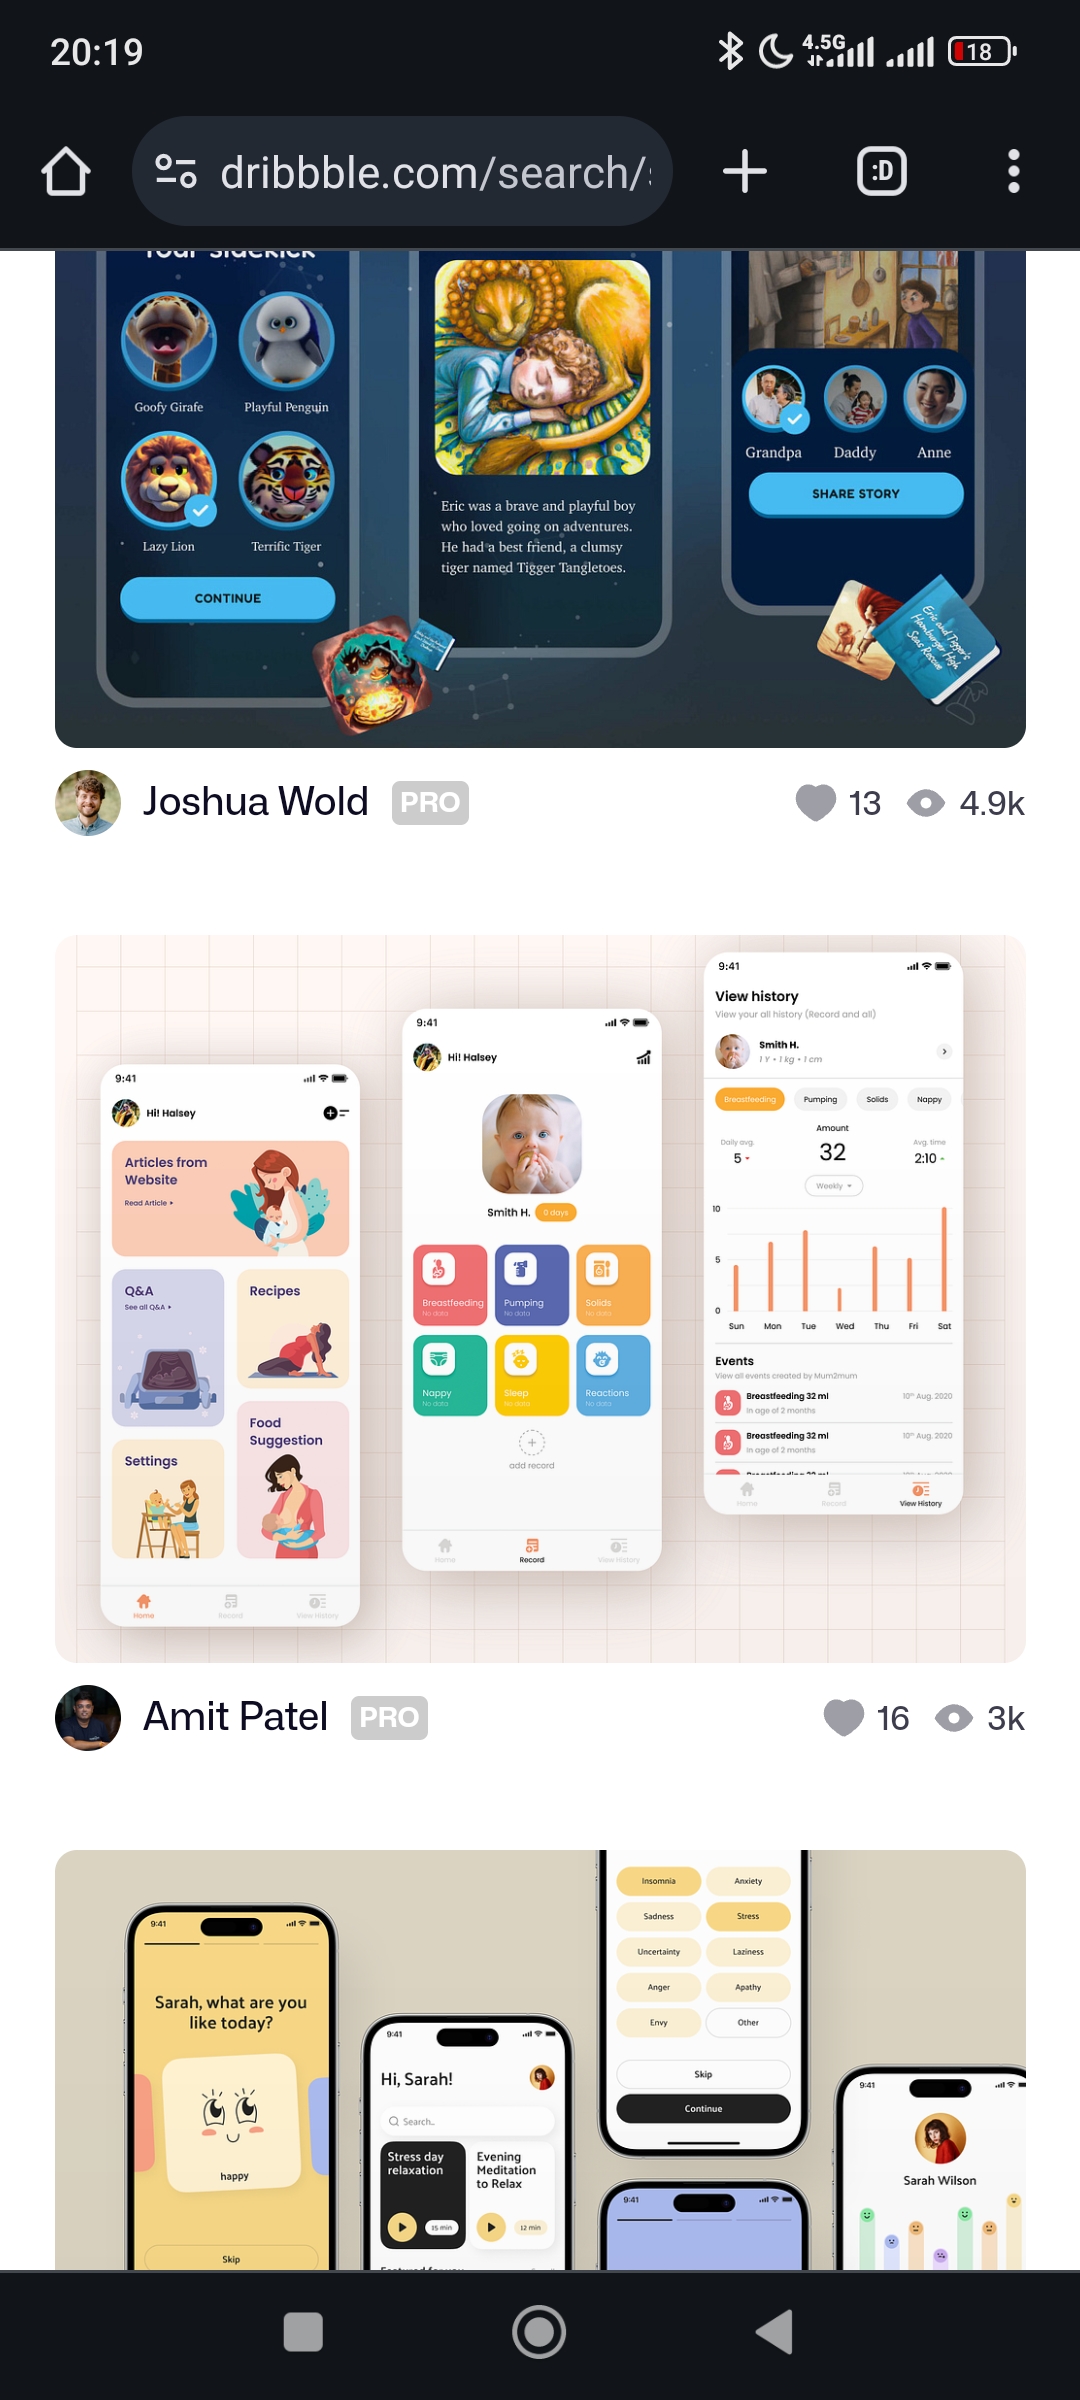 20:19
4.5G
18
dribbble.com/search/
:D
Your Sidekick
Goofy Girafe
Playful Penguin
Lazy Lion
Terrific Tiger
CONTINUE
Eric was a brave and playful boy
who loved going on adventures.
He had a best friend, a clumsy
tiger named Tigger Tangletoes.
Grandpa
Daddy
Anne
SHARE STORY
Eric and Tigger's
Hamburger High
Seas Rescue
Joshua Wold
PRO
13
4.9k
9:41
Hi! Halsey
Articles from
Website
Read Article
Q&A
See all Q&A
Recipes
Food
Suggestion
Settings
Home
Record
View History
9:41
Hi! Halsey
Smith H.
0 days
Breastfeeding
No data
Pumping
No data
Solids
No data
Nappy
No data
Sleep
No data
Reactions
No data
add record
Home
Record
View History
9:41
View history
View your all history (Record and all)
Smith H.
1 Y • 1 kg • 1 cm
Breastfeeding
Pumping
Solids
Nappy
Amount
Daily avg.
5
32
Avg. time
2:10
Weekly
10
5
0
Sun
Mon
Tue
Wed
Thu
Fri
Sat
Events
View all events created by Mum2mum
Breastfeeding 32 ml
10th Aug, 2020
In age of 2 months
Breastfeeding 32 ml
10th Aug, 2020
In age of 2 months
Breastfeeding 32 ml
Home
Record
View History
Amit Patel
PRO
16
3k
9:41
Sarah, what are you
like today?
happy
Skip
9:41
Hi, Sarah!
Search..
Stress day
relaxation
15 min
Evening
Meditation
to Relax
12 min
Featured for you
Insomnia
Anxiety
Sadness
Stress
Uncertainty
Laziness
Anger
Apathy
Envy
Other
Skip
Continue
9:41
9:41
Sarah Wilson